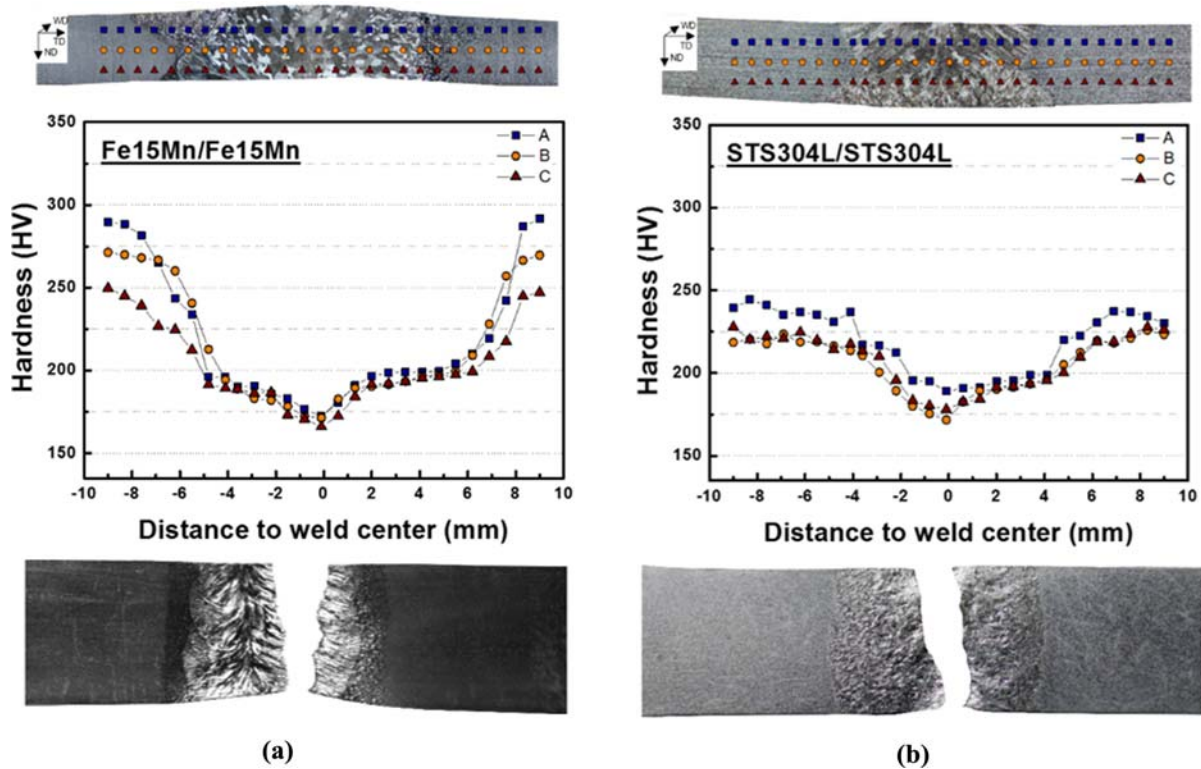 WD
TD
ND
WD
TD
ND
Fe15Mn/Fe15Mn
A
B
C
350
300
250
200
150
Hardness (HV)
-10 -8 -6 -4 -2 0 2 4 6 8 10
Distance to weld center (mm)
STS304L/STS304L
A
B
C
350
300
250
200
150
Hardness (HV)
-10 -8 -6 -4 -2 0 2 4 6 8 10
Distance to weld center (mm)
(a)
(b)